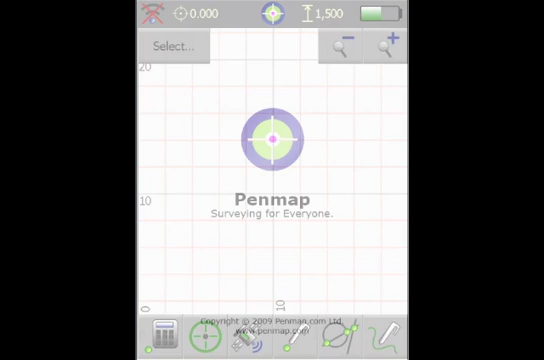 0.000
1,500
Select...
20
Penmap
10
Surveying for Everyone.
0
10
Copyright © 2009 Penmap.com Ltd.
www.penmap.com